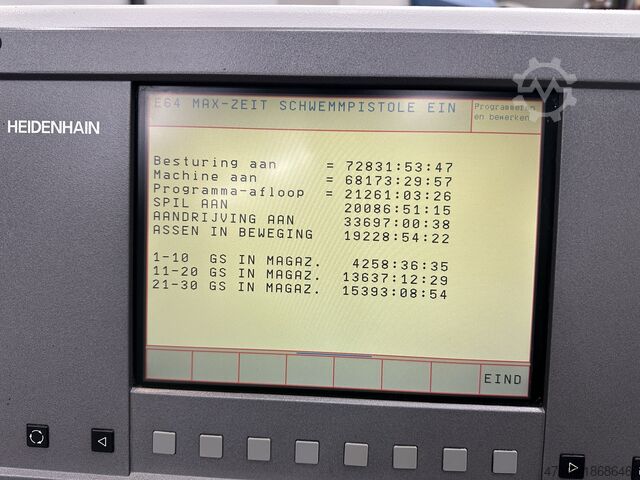 HEIDENHAIN
E64 MAX-ZEIT SCHWEMMPISTOLE EIN
Programmeren
en bewerken
Besturing aan = 72831:53:47
Machine aan = 68173:29:57
Programma-afloop = 21261:03:26
SPIL AAN 20086:51:15
AANDRIJVING AAN 33697:00:38
ASSEN IN BEWEGING 19228:54:22
1-10 GS IN MAGAZ. 4258:36:35
11-20 GS IN MAGAZ. 13637:12:29
21-30 GS IN MAGAZ. 15393:08:54
EIND